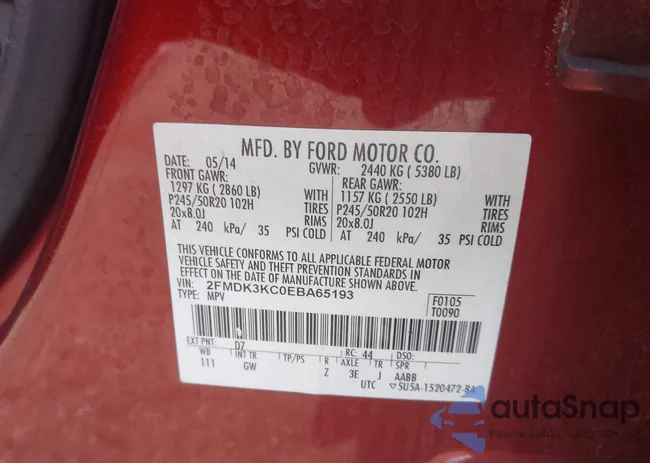 MFD. BY FORD MOTOR CO.
DATE: 05/14 GVWR: 2440 KG ( 5380 LB)
FRONT GAWR: REAR GAWR:
1297 KG ( 2860 LB) WITH 1157 KG ( 2550 LB) WITH
P245/50R20 102H TIRES P245/50R20 102H TIRES
20x8.0J RIMS 20x8.0J RIMS
AT 240 kPa/ 35 PSI COLD AT 240 kPa/ 35 PSI COLD
THIS VEHICLE CONFORMS TO ALL APPLICABLE FEDERAL MOTOR
VEHICLE SAFETY AND THEFT PREVENTION STANDARDS IN
EFFECT ON THE DATE OF MANUFACTURE SHOWN ABOVE.
VIN: 2FMDK3KC0EBA65193 F0105
TYPE: MPV T0090
EXT PNT: DZ RC: 44 DSO:
WB INT TR TP/PS R AXLE TR SPR
111 GW Z 3E J AABB
UTC ▽5U5A-1520472-BA
autoSnap